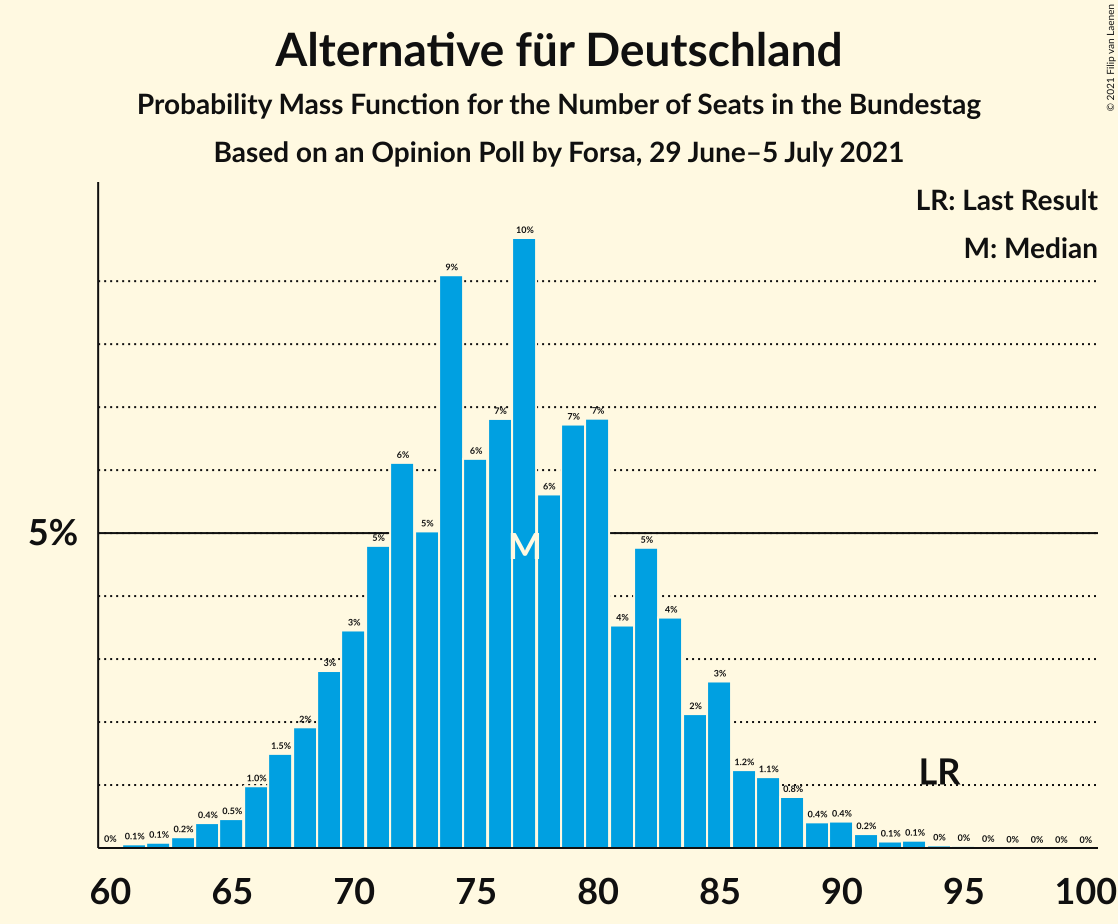 Alternative für Deutschland
Probability Mass Function for the Number of Seats in the Bundestag
Based on an Opinion Poll by Forsa, 29 June–5 July 2021
© 2021 Filip van Laenen
LR: Last Result
M: Median
5%
0% 0.1% 0.1% 0.2% 0.4% 0.5% 1.0% 1.5% 2% 3% 3% 5% 6% 5% 9% 6% 7% 10% 6% 7% 7% 4% 5% 4% 2% 3% 1.2% 1.1% 0.8% 0.4% 0.4% 0.2% 0.1% 0.1% 0% 0% 0% 0% 0% 0% 0%
M
LR
60 65 70 75 80 85 90 95 100